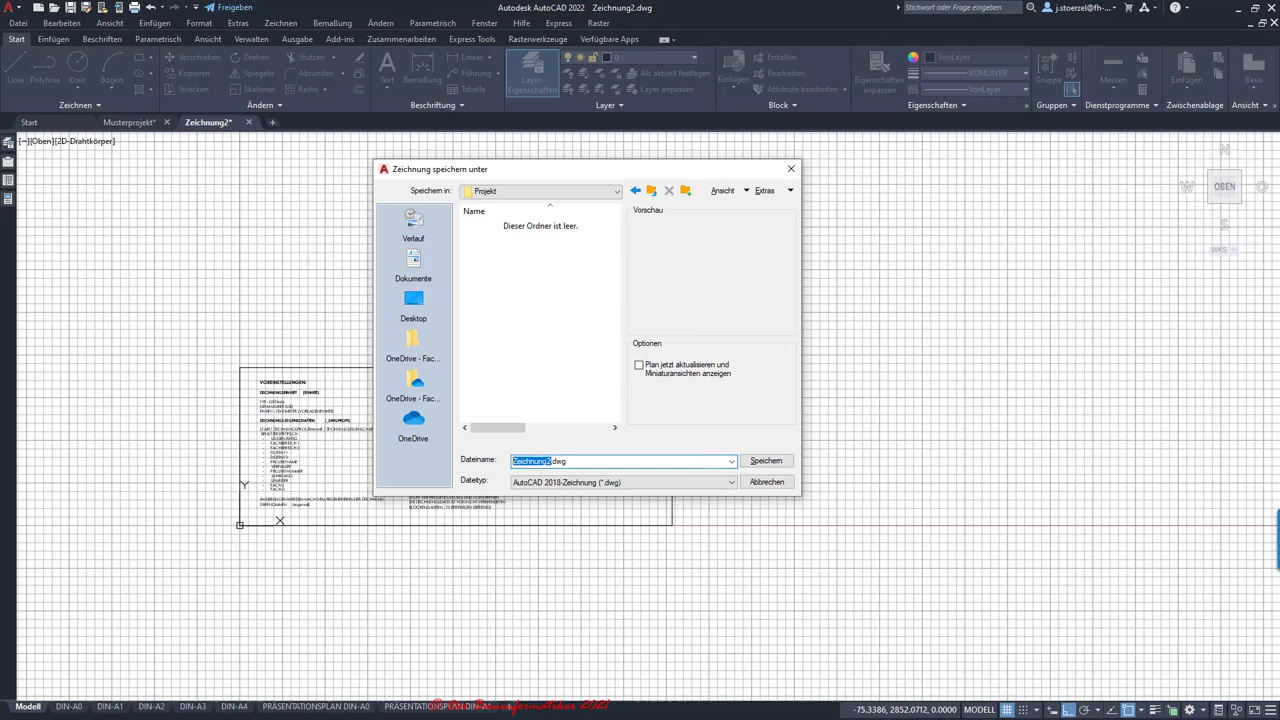 Freigeben
Autodesk AutoCAD 2022 Zeichnung2.dwg
Stichwort oder Frage eingeben
j.stoerzel@fh-...
Datei Bearbeiten Ansicht Einfügen Format Extras Zeichnen Bemaßung Ändern Parametrisch Fenster Hilfe Express Raster
Start Einfügen Beschriften Parametrisch Ansicht Verwalten Ausgabe Add-ins Zusammenarbeiten Express Tools Rasterwerkzeuge Verfügbare Apps
Linie Polylinie Kreis Bogen
Verschieben Drehen Stutzen
Kopieren Spiegeln Abrunden
Strecken Skalieren Reihe
Text Bemaßung
Linear
Führung
Tabelle
Layer-Eigenschaften
0
Als aktuell festlegen
Layer anpassen
Einfügen
Erstellen
Bearbeiten
Attribute bearbeiten
Eigenschaften anpassen
VonLayer
VONLAYER
VonLayer
Gruppe
Messen
Einfügen
Basis
Zeichnen Ändern Beschriftung Layer Block Eigenschaften Gruppen Dienstprogramme Zwischenablage Ansicht
Start Musterprojekt* Zeichnung2*
[−][Oben][2D-Drahtkörper]
N
W OBEN O
S
WKS
Zeichnung speichern unter
Speichern in: Projekt
Ansicht Extras
Name
Dieser Ordner ist leer.
Vorschau
Verlauf
Dokumente
Desktop
OneDrive - Fac...
OneDrive - Fac...
OneDrive
Optionen
Plan jetzt aktualisieren und
Miniaturansichten anzeigen
Dateiname: Zeichnung2.dwg
Speichern
Dateityp: AutoCAD 2018-Zeichnung (*.dwg)
Abbrechen
VOREINSTELLUNGEN:
Y
X
Modell DIN-A0 DIN-A1 DIN-A2 DIN-A3 DIN-A4 PRÄSENTATIONSPLAN DIN-A0 PRÄSENTATIONSPLAN DIN-A1
© Der Bauinformatiker 2021
-75.3386, 2852.0712, 0.0000 MODELL